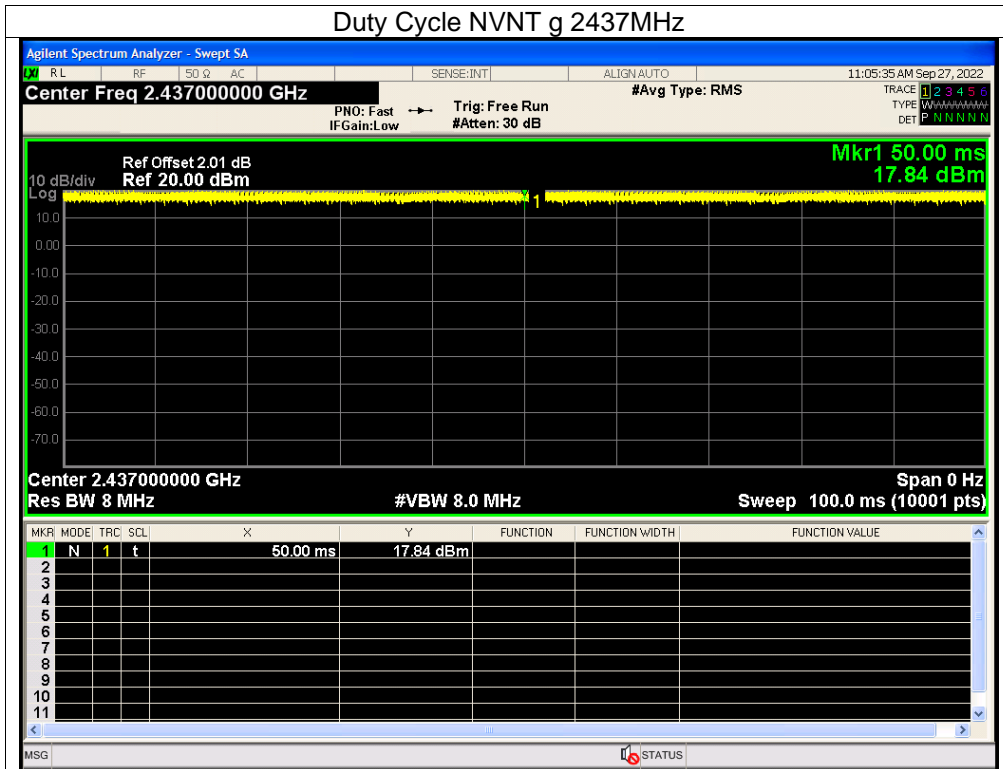 Duty Cycle NVNT g 2437MHz
Agilent Spectrum Analyzer - Swept SA
LXI RL RF 50 Ω AC SENSE:INT ALIGN AUTO 11:05:35 AM Sep 27, 2022
Center Freq 2.437000000 GHz #Avg Type: RMS TRACE 1 2 3 4 5 6
PNO: Fast Trig: Free Run TYPE
IFGain:Low #Atten: 30 dB DET P N N N N N
Mkr1 50.00 ms
17.84 dBm
Ref Offset 2.01 dB
10 dB/div Ref 20.00 dBm
Log
1
10.0
0.00
-10.0
-20.0
-30.0
-40.0
-50.0
-60.0
-70.0
Center 2.437000000 GHz Span 0 Hz
Res BW 8 MHz #VBW 8.0 MHz Sweep 100.0 ms (10001 pts)
MKR MODE TRC SCL X Y FUNCTION FUNCTION WIDTH FUNCTION VALUE
1 N 1 t 50.00 ms 17.84 dBm
2
3
4
5
6
7
8
9
10
11
MSG STATUS